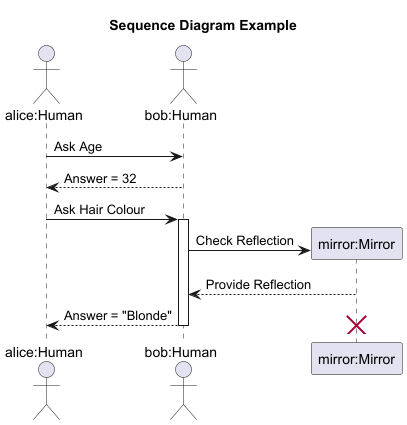 Sequence Diagram Example
alice:Human bob:Human
Ask Age
Answer = 32
Ask Hair Colour
Check Reflection
mirror:Mirror
Provide Reflection
Answer = "Blonde"
alice:Human bob:Human mirror:Mirror